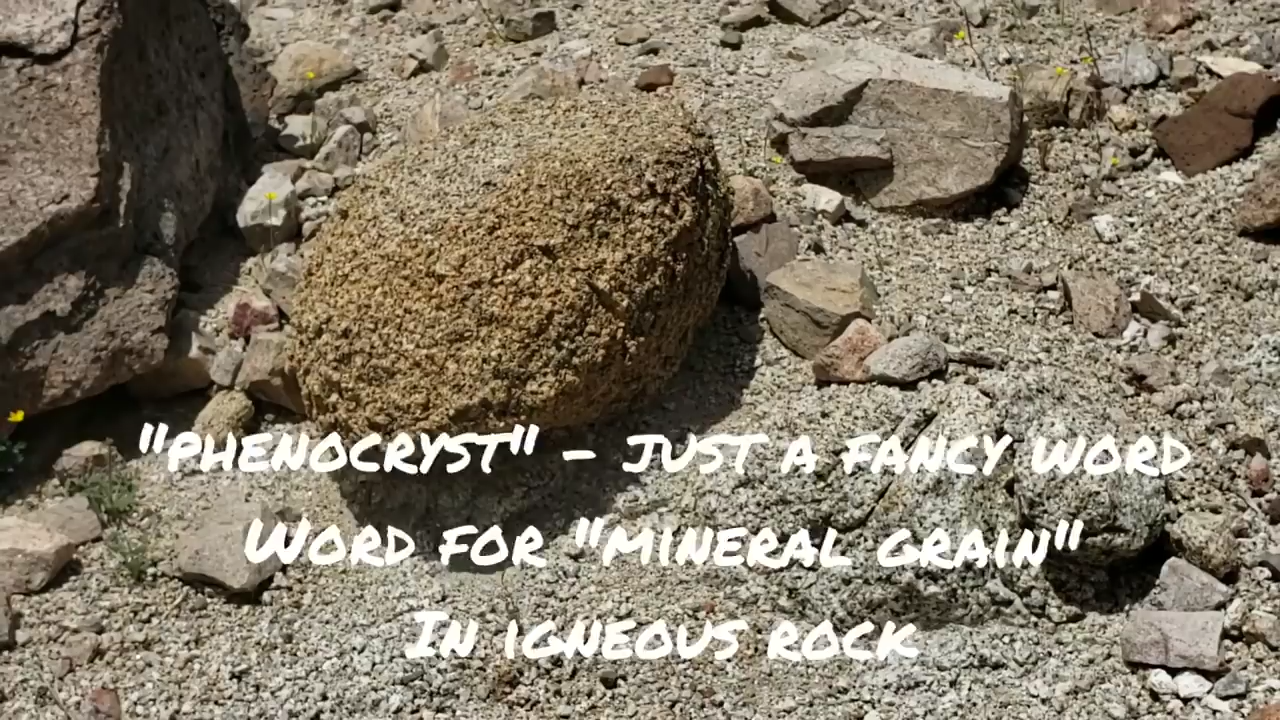 "PHENOCRYST" - JUST A FANCY WORD
WORD FOR "MINERAL GRAIN"
IN IGNEOUS ROCK